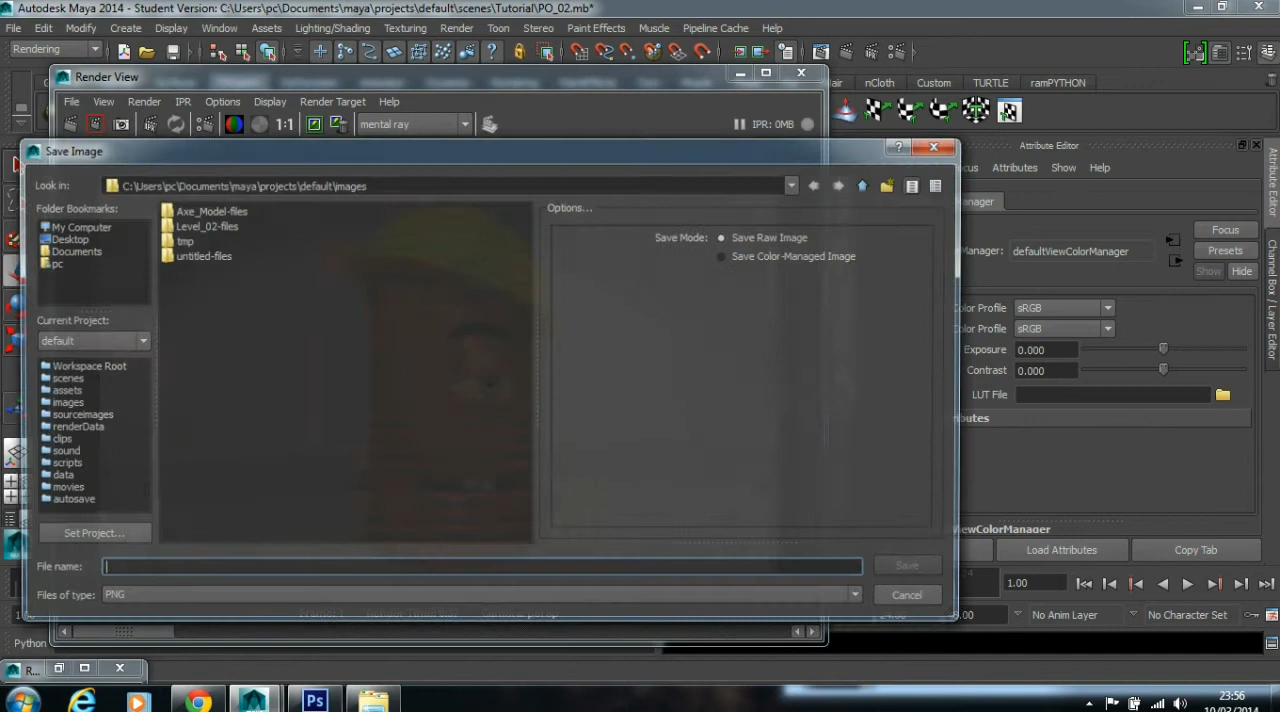 Autodesk Maya 2014 - Student Version: C:\Users\pc\Documents\maya\projects\default\scenes\Tutorial\PO_02.mb*
File Edit Modify Create Display Window Assets Lighting/Shading Texturing Render Toon Stereo Paint Effects Muscle Pipeline Cache Help
Rendering
Render View
nCloth Custom TURTLE ramPYTHON
File View Render IPR Options Display Render Target Help
1:1 mental ray IPR: 0MB
Save Image
Attribute Editor
Attributes Show Help
Look in: C:\Users\pc\Documents\maya\projects\default\images
Folder Bookmarks:
My Computer
Desktop
Documents
pc
Axe_Model-files
Level_02-files
tmp
untitled-files
Options...
Save Mode: Save Raw Image
Save Color-Managed Image
Current Project:
default
Workspace Root
scenes
assets
images
sourceimages
renderData
clips
sound
scripts
data
movies
autosave
Set Project...
File name: Save
Files of type: PNG Cancel
Focus
Presets
Show Hide
defaultViewColorManager
Color Profile sRGB
Color Profile sRGB
Exposure 0.000
Contrast 0.000
LUT File
Load Attributes Copy Tab
1.00
No Anim Layer No Character Set
Python
R...
Attribute Editor
Channel Box / Layer Editor
Ps
23:56
10/03/2014